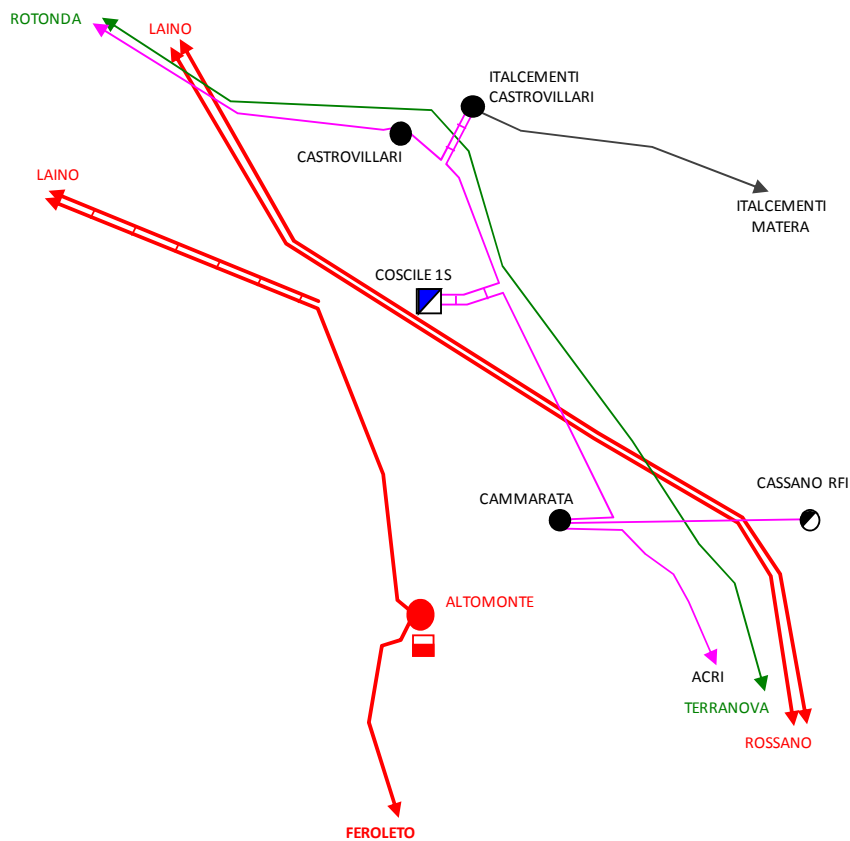 ROTONDA
LAINO
ITALCEMENTI
CASTROVILLARI
CASTROVILLARI
LAINO
ITALCEMENTI
MATERA
COSCILE 1S
CASSANO RFI
CAMMARATA
ALTOMONTE
ACRI
TERRANOVA
ROSSANO
FEROLETO